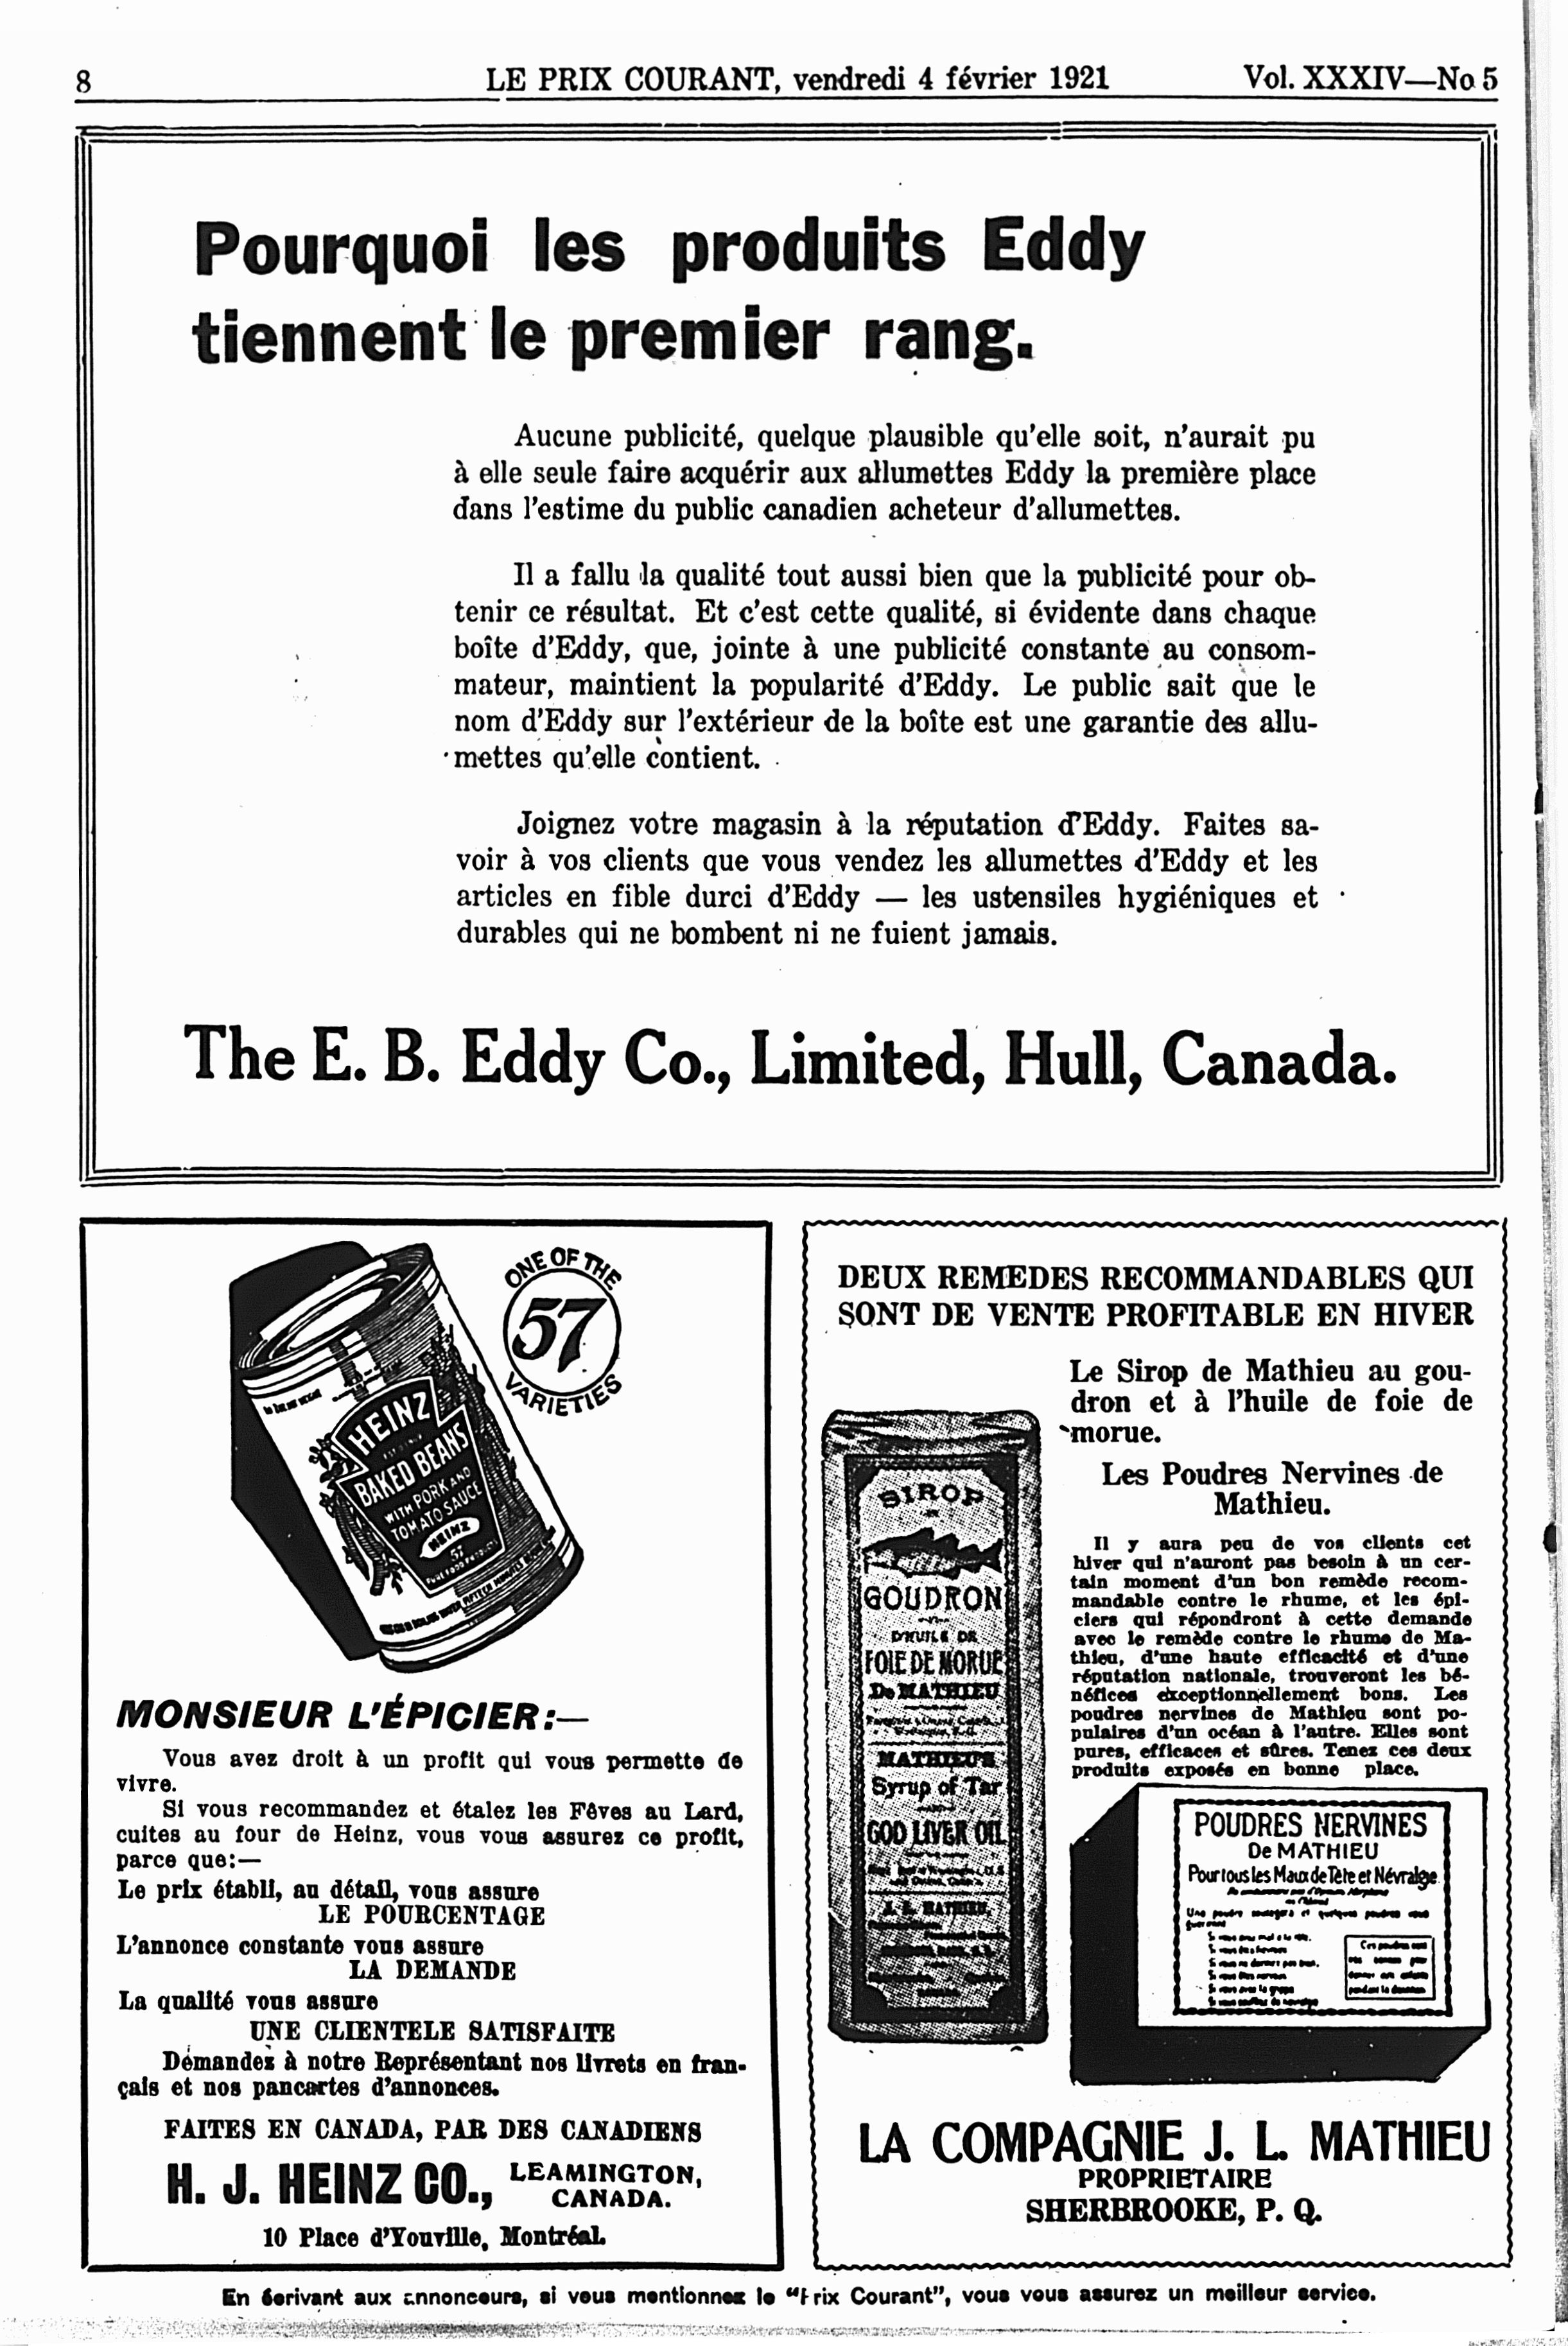 8 LE PRIX COURANT, vendredi 4 février 1921 Vol. XXXIV—No 5
Pourquoi les produits Eddy
tiennent le premier rang.
Aucune publicité, quelque plausible qu'elle soit, n'aurait pu
à elle seule faire acquérir aux allumettes Eddy la première place
dans l'estime du public canadien acheteur d'allumettes.
Il a fallu la qualité tout aussi bien que la publicité pour ob-
tenir ce résultat. Et c'est cette qualité, si évidente dans chaque
boîte d'Eddy, que, jointe à une publicité constante au consom-
mateur, maintient la popularité d'Eddy. Le public sait que le
nom d'Eddy sur l'extérieur de la boîte est une garantie des allu-
mettes qu'elle contient.
Joignez votre magasin à la réputation d'Eddy. Faites sa-
voir à vos clients que vous vendez les allumettes d'Eddy et les
articles en fible durci d'Eddy — les ustensiles hygiéniques et
durables qui ne bombent ni ne fuient jamais.
The E. B. Eddy Co., Limited, Hull, Canada.
ONE OF THE
57
VARIETIES
HEINZ
BAKED BEANS
WITH PORK AND
TOMATO SAUCE
HEINZ
57
MONSIEUR L'ÉPICIER:—
Vous avez droit à un profit qui vous permette de
vivre.
Si vous recommandez et étalez les Fêves au Lard,
cuites au four de Heinz, vous vous assurez ce profit,
parce que:—
Le prix établi, au détail, vous assure
LE POURCENTAGE
L'annonce constante vous assure
LA DEMANDE
La qualité vous assure
UNE CLIENTELE SATISFAITE
Demandez à notre Représentant nos livrets en fran-
çais et nos pancartes d'annonces.
FAITES EN CANADA, PAR DES CANADIENS
H. J. HEINZ CO., LEAMINGTON,
CANADA.
10 Place d'Youville, Montréal.
DEUX REMEDES RECOMMANDABLES QUI
SONT DE VENTE PROFITABLE EN HIVER
Le Sirop de Mathieu au gou-
dron et à l'huile de foie de
morue.
Les Poudres Nervines de
Mathieu.
Il y aura peu de vos clients cet
hiver qui n'auront pas besoin à un cer-
tain moment d'un bon remède recom-
mandable contre le rhume, et les épi-
ciers qui répondront à cette demande
avec le remède contre le rhume de Ma-
thieu, d'une haute efficacité et d'une
réputation nationale, trouveront les bé-
néfices exceptionnellement bons. Les
poudres nervines de Mathieu sont po-
pulaires d'un océan à l'autre. Elles sont
pures, efficaces et sûres. Tenez ces deux
produits exposés en bonne place.
SIROP
GOUDRON
D'HUILE DE
FOIE DE MORUE
De MATHIEU
MATHIEU'S
Syrup of Tar
COD LIVER OIL
J. L. MATHIEU,
POUDRES NERVINES
De MATHIEU
Pour tous les Maux de Tête et Névralgie
LA COMPAGNIE J. L. MATHIEU
PROPRIETAIRE
SHERBROOKE, P. Q.
En écrivant aux annonceurs, si vous mentionnez le "Prix Courant", vous vous assurez un meilleur service.